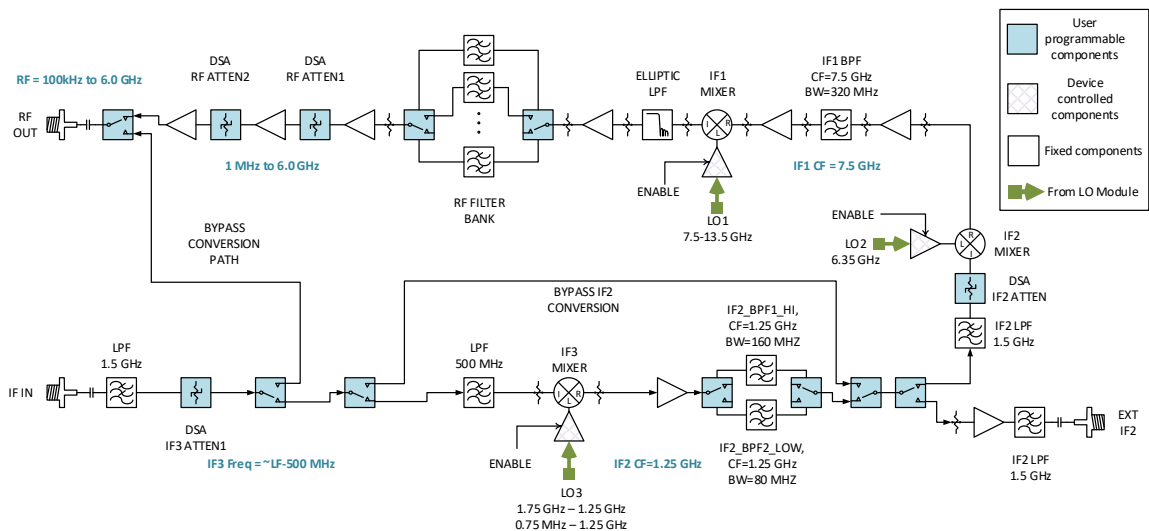 RF = 100kHz to 6.0 GHz
RF
OUT
DSA
RF ATTEN2
DSA
RF ATTEN1
1 MHz to 6.0 GHz
RF FILTER
BANK
ELLIPTIC
LPF
IF1
MIXER
ENABLE
LO1
7.5-13.5 GHz
IF1 BPF
CF=7.5 GHz
BW=320 MHZ
IF1 CF = 7.5 GHz
User
programmable
components
Device
controlled
components
Fixed components
From LO Module
ENABLE
LO2
6.35 GHz
R
L
I
IF2
MIXER
DSA
IF2 ATTEN
IF2 LPF
1.5 GHz
I
R
L
BYPASS
CONVERSION
PATH
BYPASS IF2
CONVERSION
IF IN
LPF
1.5 GHz
DSA
IF3 ATTEN1
IF3 Freq = ~LF-500 MHz
LPF
500 MHz
IF3
MIXER
I
R
L
ENABLE
LO3
1.75 GHz – 1.25 GHz
0.75 MHz – 1.25 GHz
IF2 CF=1.25 GHz
IF2_BPF1_HI,
CF=1.25 GHz
BW=160 MHZ
IF2_BPF2_LOW,
CF=1.25 GHz
BW=80 MHZ
EXT
IF2
IF2 LPF
1.5 GHz